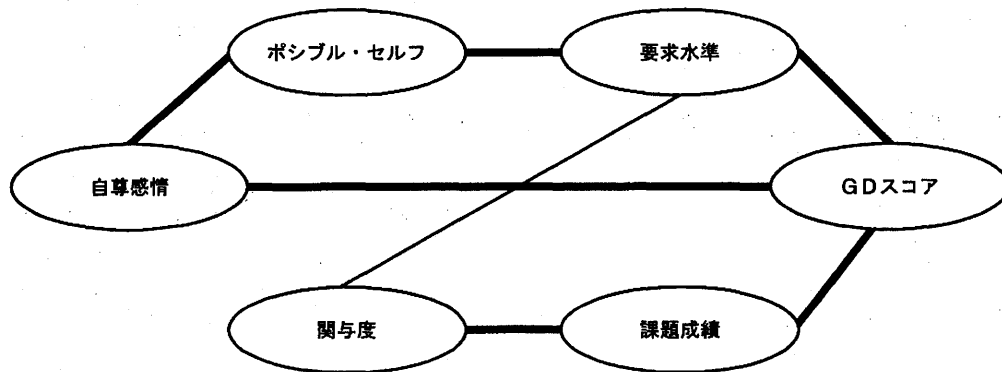 ポシブル・セルフ
要求水準
自尊感情
GDスコア
関与度
課題成績